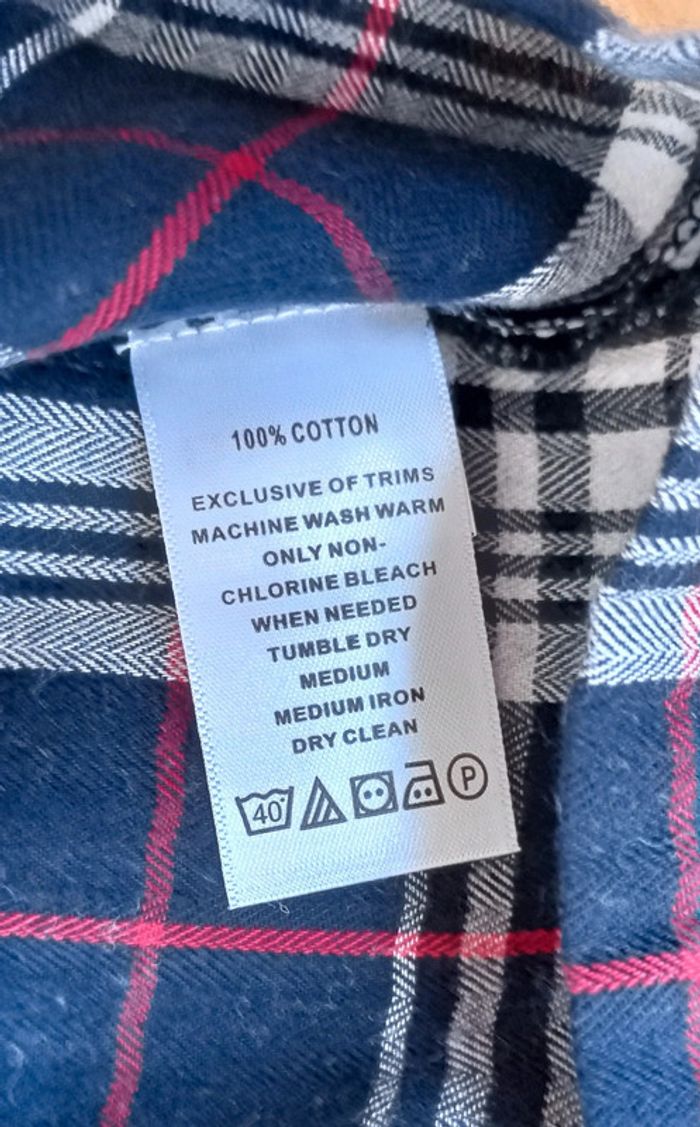 100% COTTON
EXCLUSIVE OF TRIMS
MACHINE WASH WARM
ONLY NON-
CHLORINE BLEACH
WHEN NEEDED
TUMBLE DRY
MEDIUM
MEDIUM IRON
DRY CLEAN
40° P